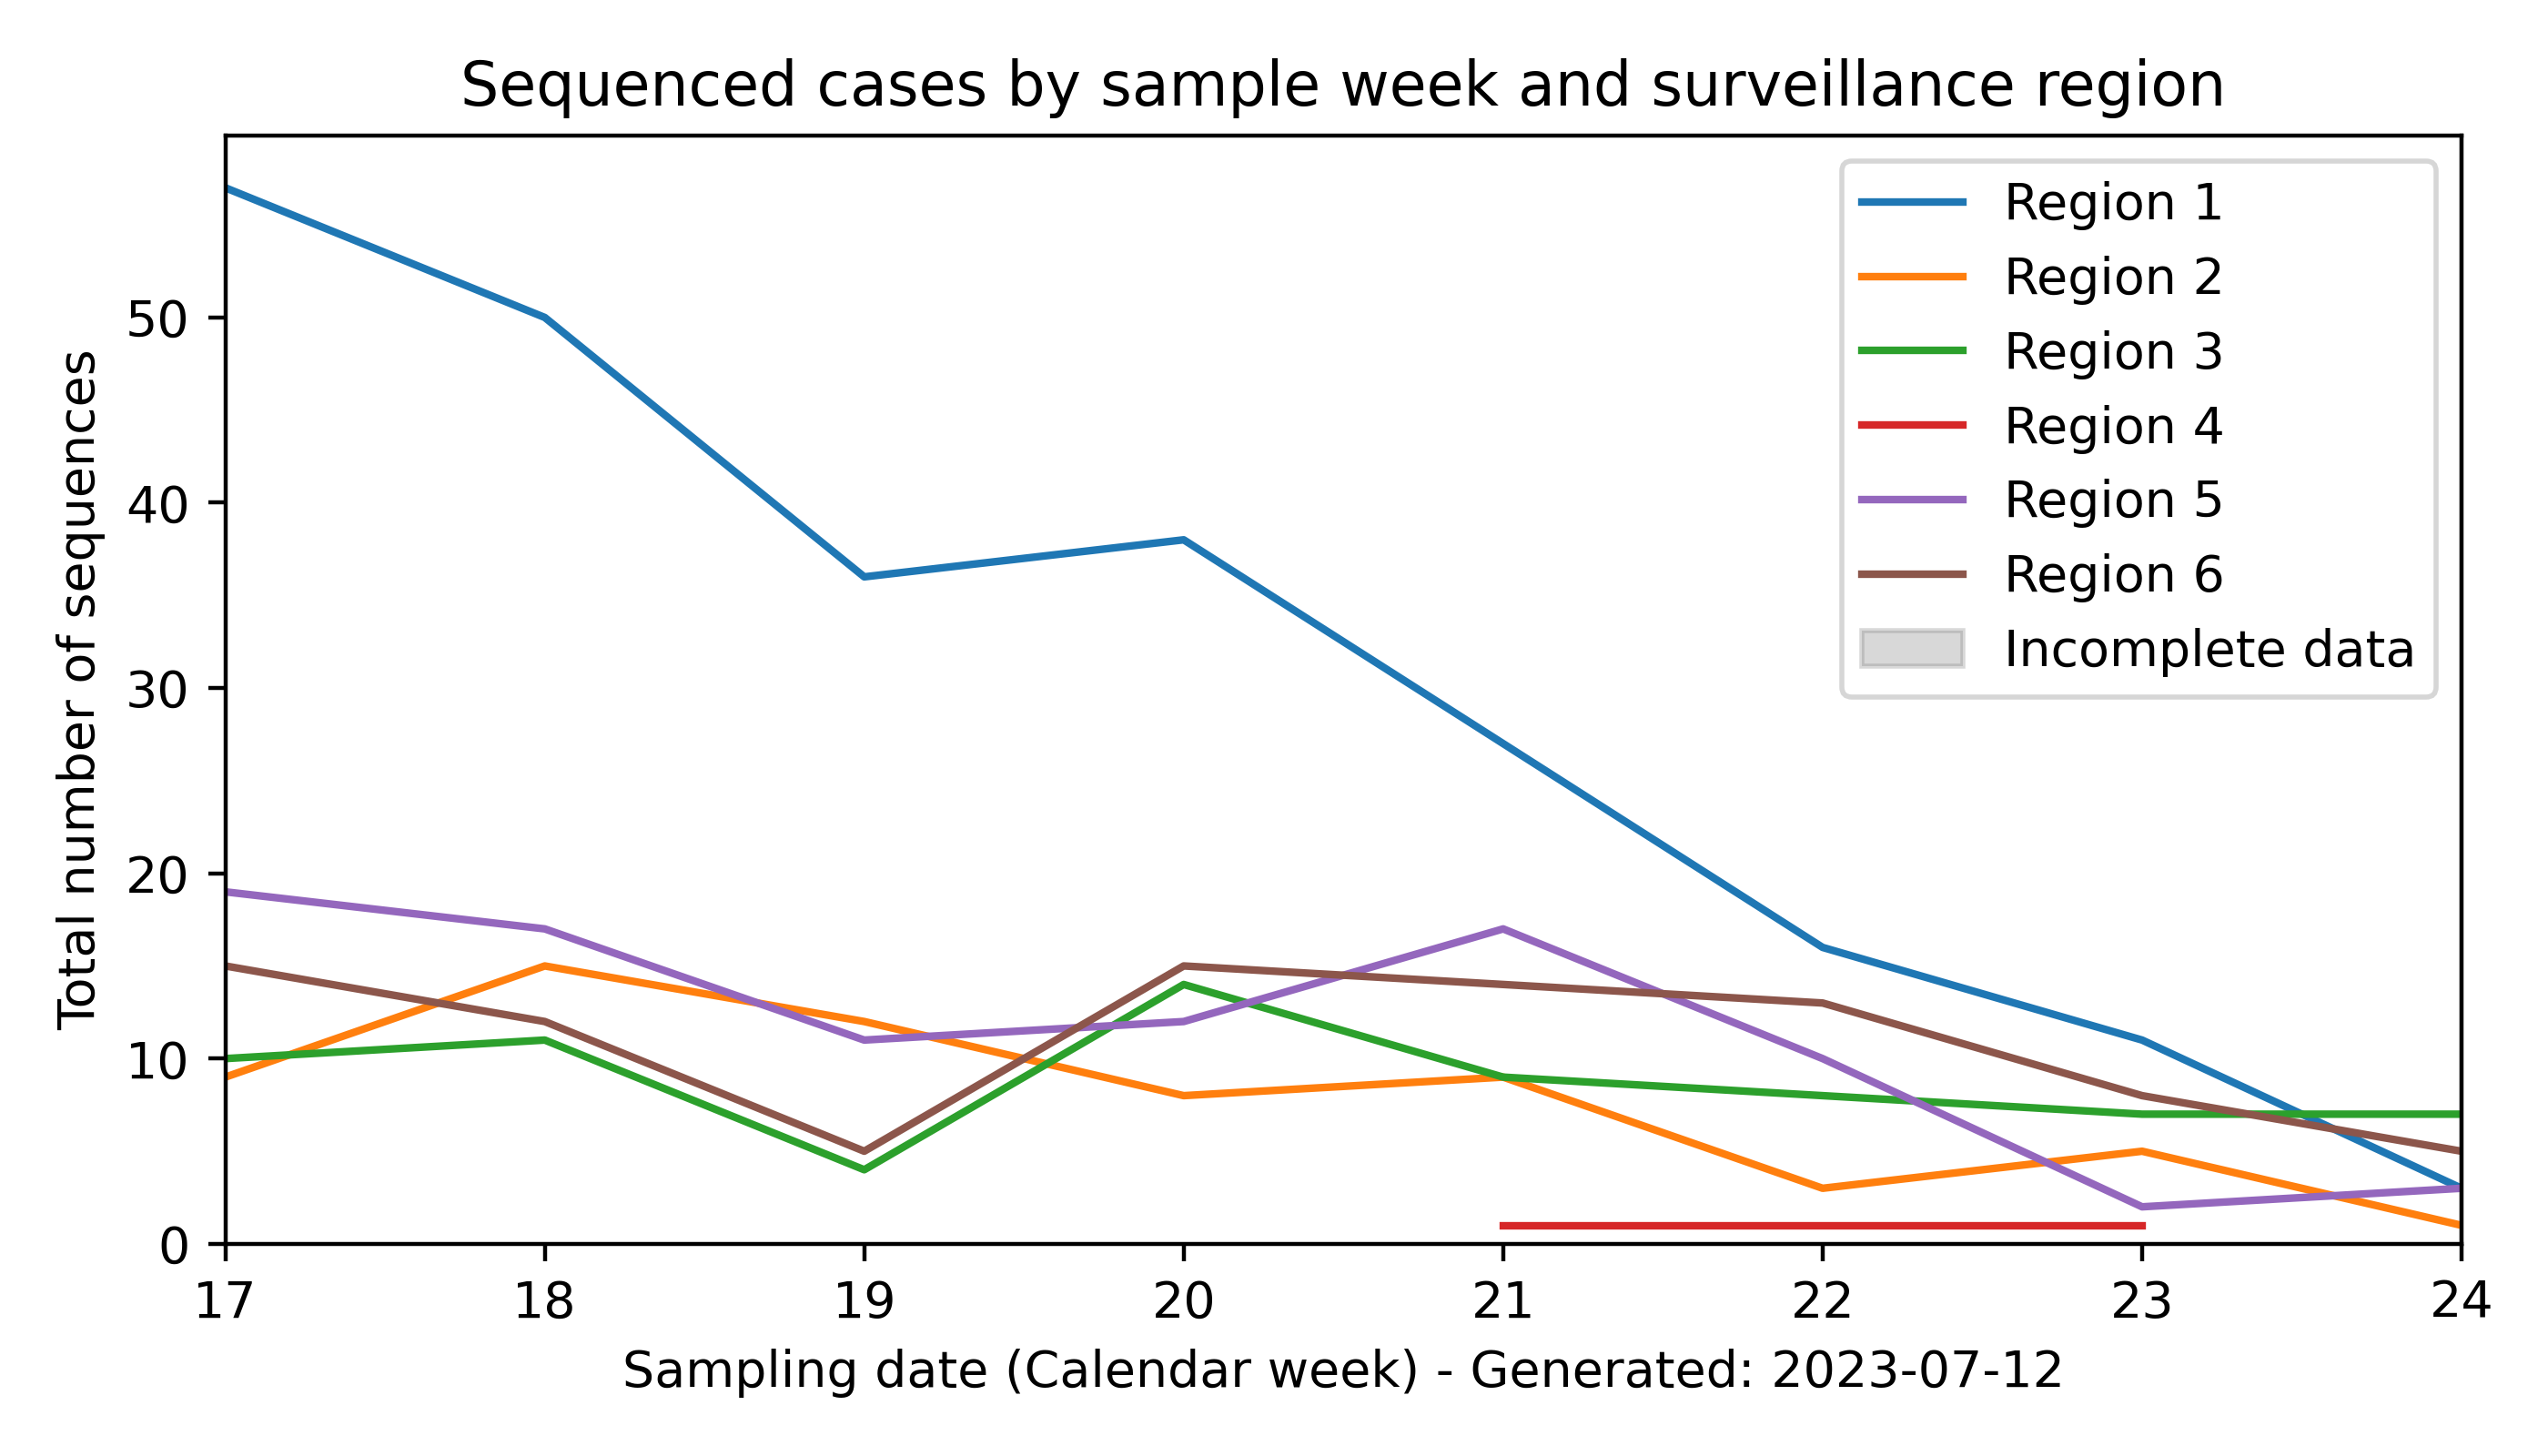 Sequenced cases by sample week and surveillance region
Region 1
Region 2
Region 3
Region 4
Region 5
Region 6
Incomplete data
Total number of sequences
50
40
30
20
10
0
17 18 19 20 21 22 23 24
Sampling date (Calendar week) - Generated: 2023-07-12